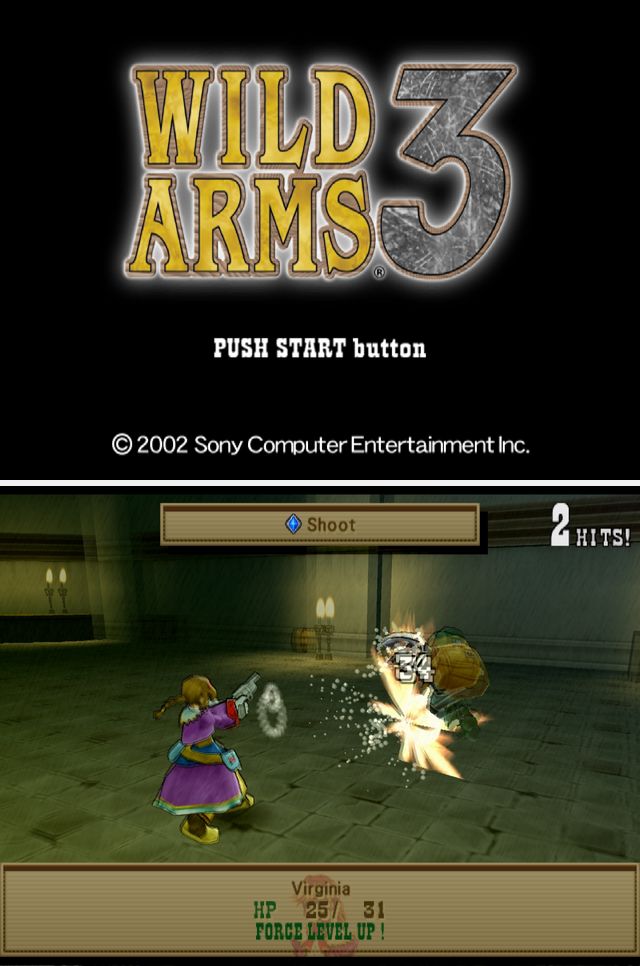 WILD
ARMS® 3
PUSH START button
© 2002 Sony Computer Entertainment Inc.
Shoot
2 HITS!
34
Virginia
HP 25/ 31
FORCE LEVEL UP !